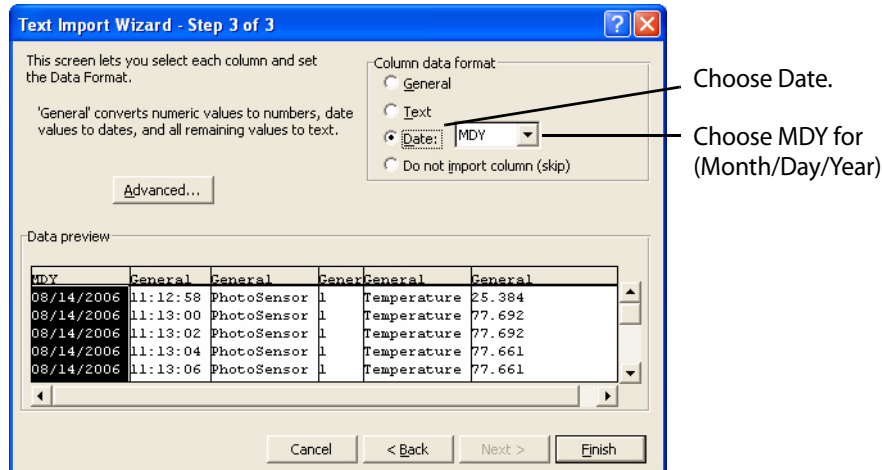 Text Import Wizard - Step 3 of 3
This screen lets you select each column and set
the Data Format.
'General' converts numeric values to numbers, date
values to dates, and all remaining values to text.
Advanced...
Column data format
General
Text
Date: MDY
Do not import column (skip)
Choose Date.
Choose MDY for
(Month/Day/Year)
Data preview
MDY General General Gener General General
08/14/2006 11:12:58 PhotoSensor 1 Temperature 25.384
08/14/2006 11:13:00 PhotoSensor 1 Temperature 77.692
08/14/2006 11:13:02 PhotoSensor 1 Temperature 77.692
08/14/2006 11:13:04 PhotoSensor 1 Temperature 77.661
08/14/2006 11:13:06 PhotoSensor 1 Temperature 77.661
Cancel < Back Next > Finish